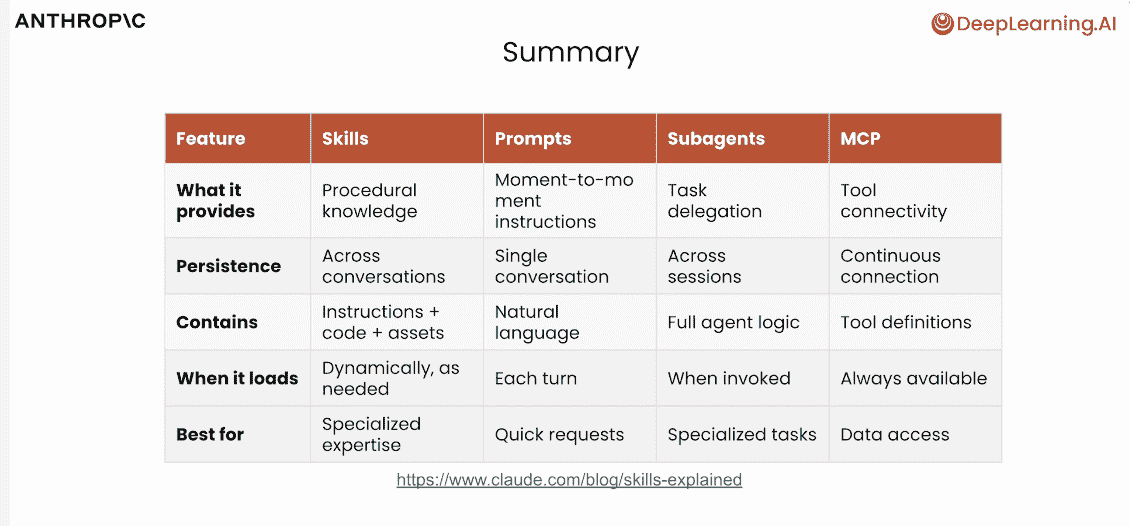 ANTHROP\C
DeepLearning.AI
Summary
Feature Skills Prompts Subagents MCP
What it provides Procedural knowledge Moment-to-mo ment instructions Task delegation Tool connectivity
Persistence Across conversations Single conversation Across sessions Continuous connection
Contains Instructions + code + assets Natural language Full agent logic Tool definitions
When it loads Dynamically, as needed Each turn When invoked Always available
Best for Specialized expertise Quick requests Specialized tasks Data access
https://www.claude.com/blog/skills-explained